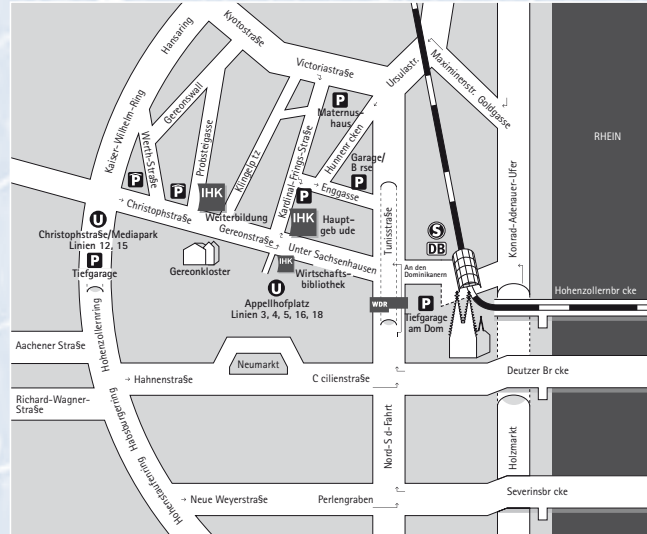 Kyotostraße
Hansaring
Victoriastraße
Ursulastr.
Maximinenstr.
Goldgasse
RHEIN
Kaiser-Wilhelm-Ring
Gereonswall
Werth-Straße
Probsteigasse
Klingelp tz
Kardinal-Frings-Straße
P
Maternus-
haus
Hunnenr cken
Garage/
B rse
P
Enggasse
P
P
IHK
Weiterbildung
P
IHK
Haupt-
geb ude
Christophstraße
Gereonstraße
Unter Sachsenhausen
Tunisstraße
Konrad-Adenauer-Ufer
U
Christophstraße/Mediapark
Linien 12, 15
P
Tiefgarage
Gereonkloster
IHK
Wirtschafts-
bibliothek
U
Appellhofplatz
Linien 3, 4, 5, 16, 18
S
DB
An den
Dominikanern
WDR
P
Tiefgarage
am Dom
Hohenzollernbr cke
Hohenzollernring
Aachener Straße
Neumarkt
Hahnenstraße
C cilienstraße
Deutzer Br cke
Richard-Wagner-
Straße
Habsburgerring
Nord-S d-Fahrt
Holzmarkt
Hohenstaufenring
Neue Weyerstraße
Perlengraben
Severinsbr cke